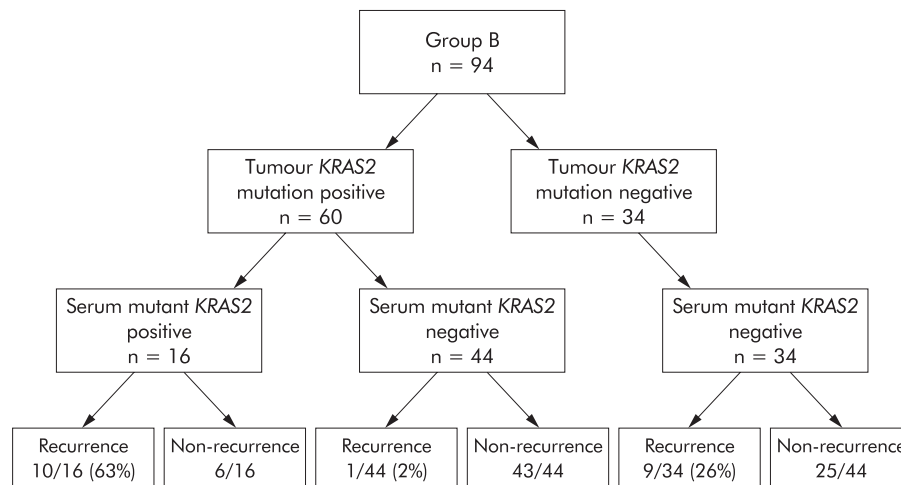 Group B
n = 94
Tumour KRAS2
mutation positive
n = 60
Tumour KRAS2
mutation negative
n = 34
Serum mutant KRAS2
positive
n = 16
Serum mutant KRAS2
negative
n = 44
Serum mutant KRAS2
negative
n = 34
Recurrence
10/16 (63%)
Non-recurrence
6/16
Recurrence
1/44 (2%)
Non-recurrence
43/44
Recurrence
9/34 (26%)
Non-recurrence
25/44